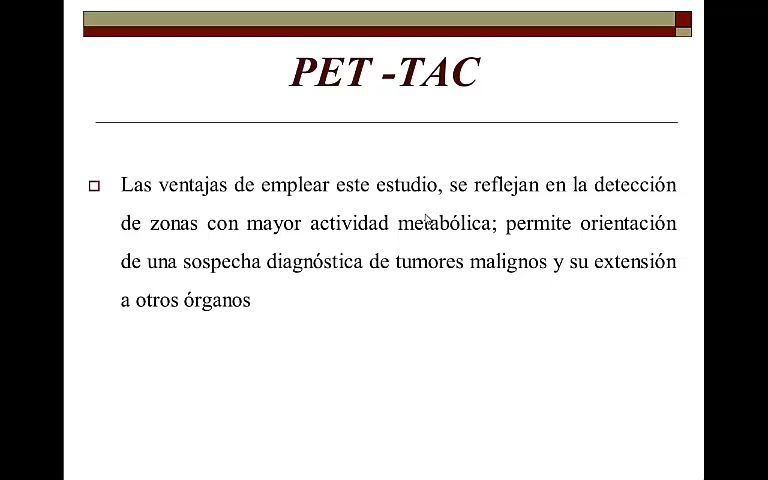 PET -TAC
Las ventajas de emplear este estudio, se reflejan en la detección
de zonas con mayor actividad metabólica; permite orientación
de una sospecha diagnóstica de tumores malignos y su extensión
a otros órganos